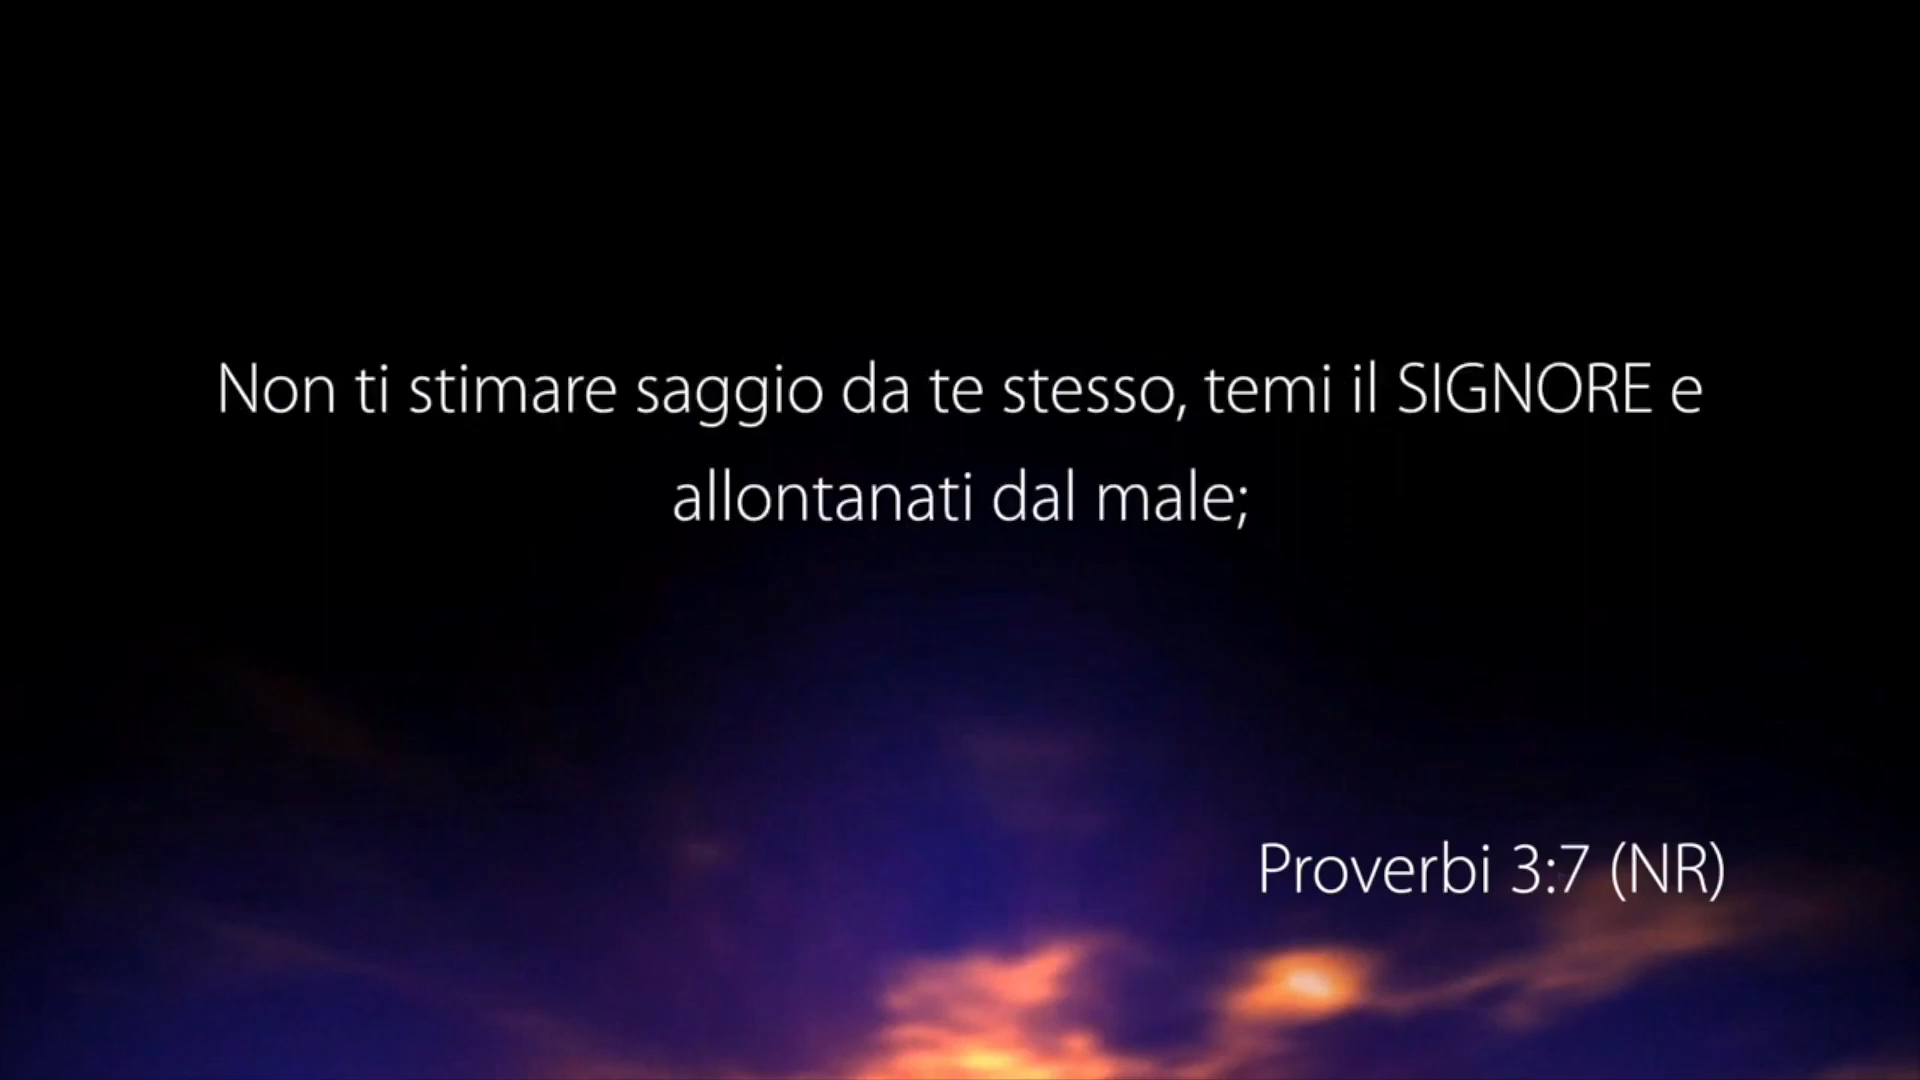 Non ti stimare saggio da te stesso, temi il SIGNORE e
allontanati dal male;
Proverbi 3:7 (NR)